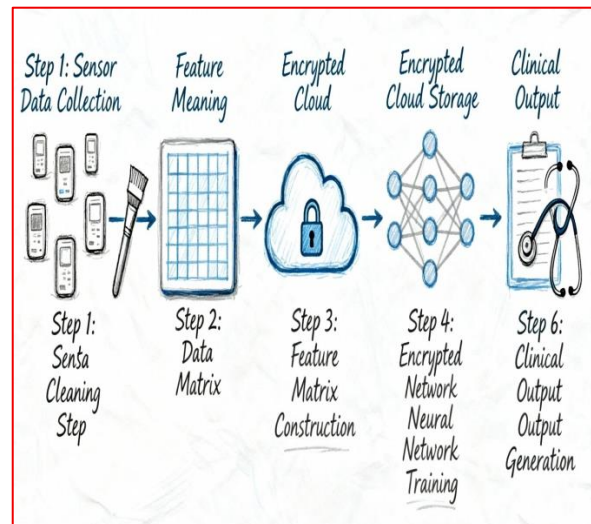 Step 1: Sensor
Data Collection
Feature
Meaning
Encrypted
Cloud
Encrypted
Cloud Storage
Clinical
Output
Step 1:
Sensta
Cleaning
Step
Step 2:
Data
Matrix
Step 3:
Feature
Matrix
Construction
Step 4:
Encrypted
Network
Neural
Network
Training
Step 6:
Clinical
Output
Output
Generation